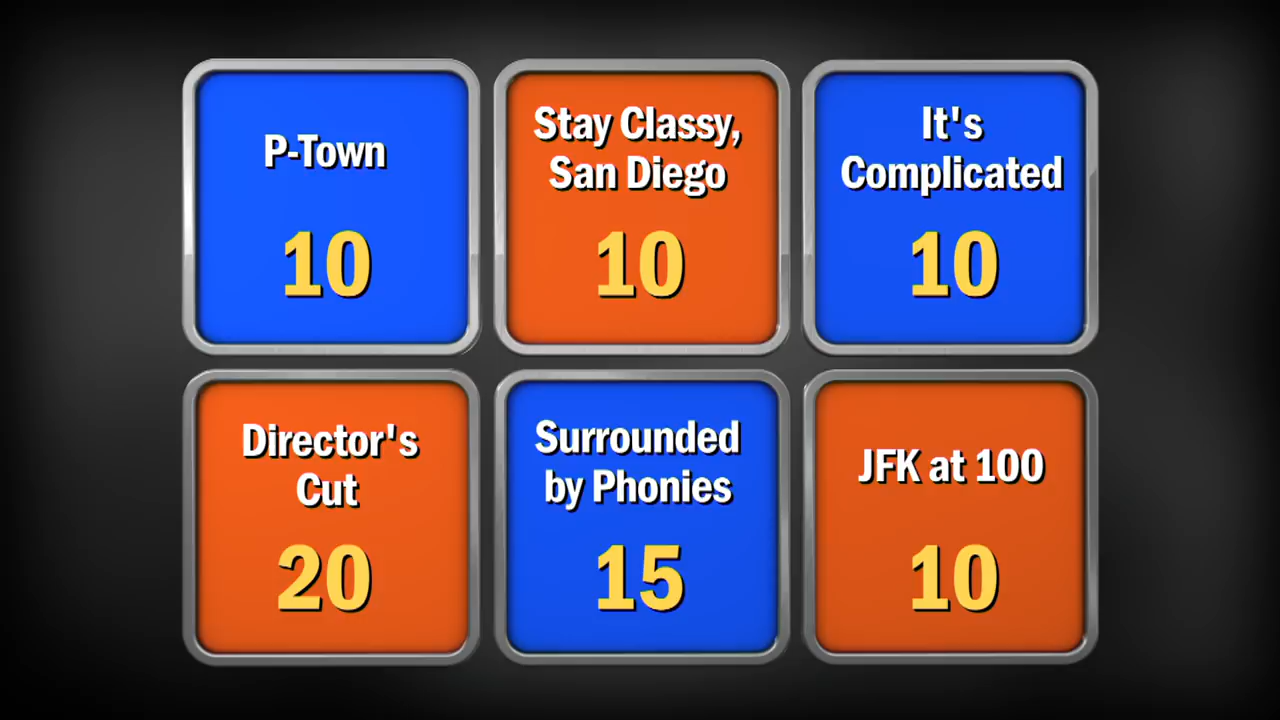 P-Town
10
Stay Classy,
San Diego
10
It's
Complicated
10
Director's
Cut
20
Surrounded
by Phonies
15
JFK at 100
10